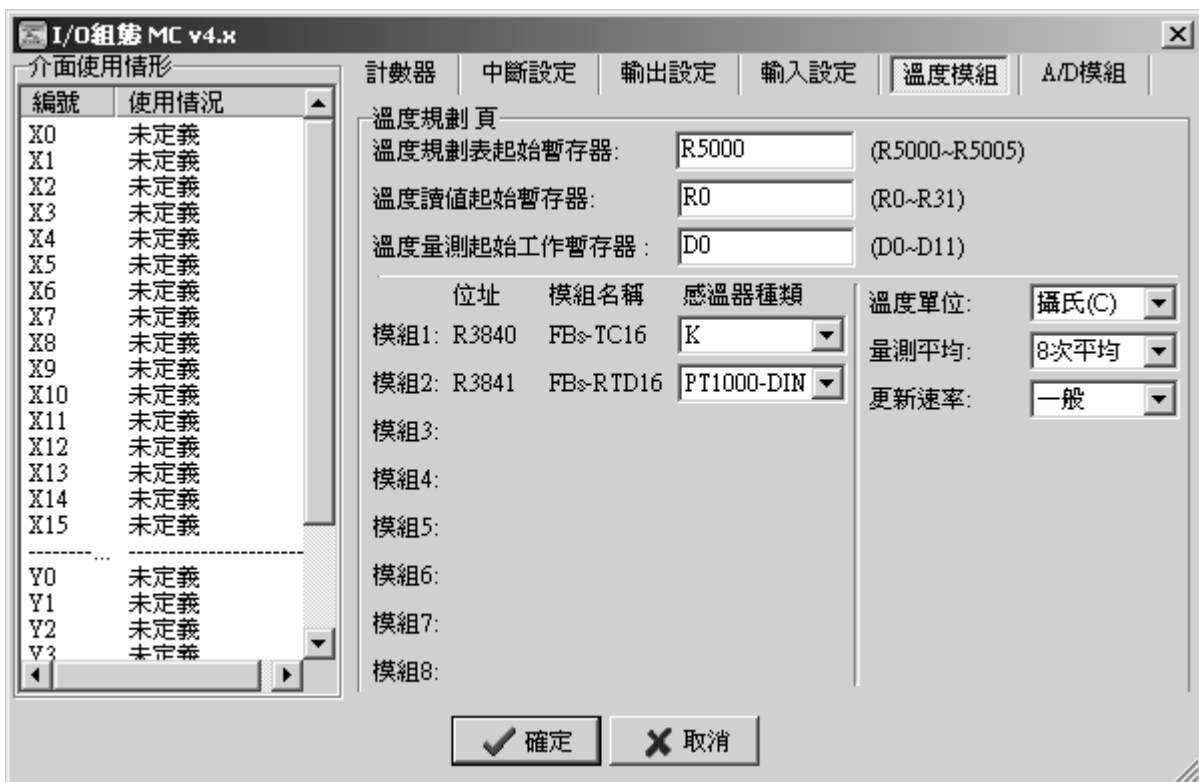 I/O組態 MC v4.x
介面使用情形
編號 使用情況
X0 未定義
X1 未定義
X2 未定義
X3 未定義
X4 未定義
X5 未定義
X6 未定義
X7 未定義
X8 未定義
X9 未定義
X10 未定義
X11 未定義
X12 未定義
X13 未定義
X14 未定義
X15 未定義
--------... ----------------------
Y0 未定義
Y1 未定義
Y2 未定義
Y3 未定義
計數器 中斷設定 輸出設定 輸入設定 溫度模組 A/D模組
溫度規劃 頁
溫度規劃表起始暫存器: R5000 (R5000~R5005)
溫度讀值起始暫存器: R0 (R0~R31)
溫度量測起始工作暫存器 : D0 (D0~D11)
位址 模組名稱 感溫器種類
模組1: R3840 FBs-TC16 K
模組2: R3841 FBs-RTD16 PT1000-DIN
模組3:
模組4:
模組5:
模組6:
模組7:
模組8:
溫度單位: 攝氏(C)
量測平均: 8次平均
更新速率: 一般
確定 取消